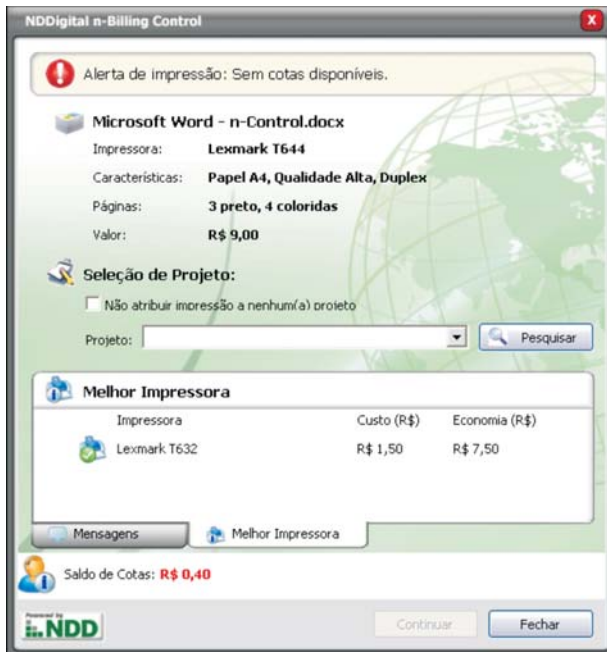 NDDigital n-Billing Control
X
Alerta de impressão: Sem cotas disponíveis.
Microsoft Word - n-Control.docx
Impressora: Lexmark T644
Características: Papel A4, Qualidade Alta, Duplex
Páginas: 3 preto, 4 coloridas
Valor: R$ 9,00
Seleção de Projeto:
Não atribuir impressão a nenhum(a) projeto
Projeto: Pesquisar
Melhor Impressora
Impressora Custo (R$) Economia (R$)
Lexmark T632 R$ 1,50 R$ 7,50
Mensagens Melhor Impressora
Saldo de Cotas: R$ 0,40
Powered by
NDD Continuar Fechar